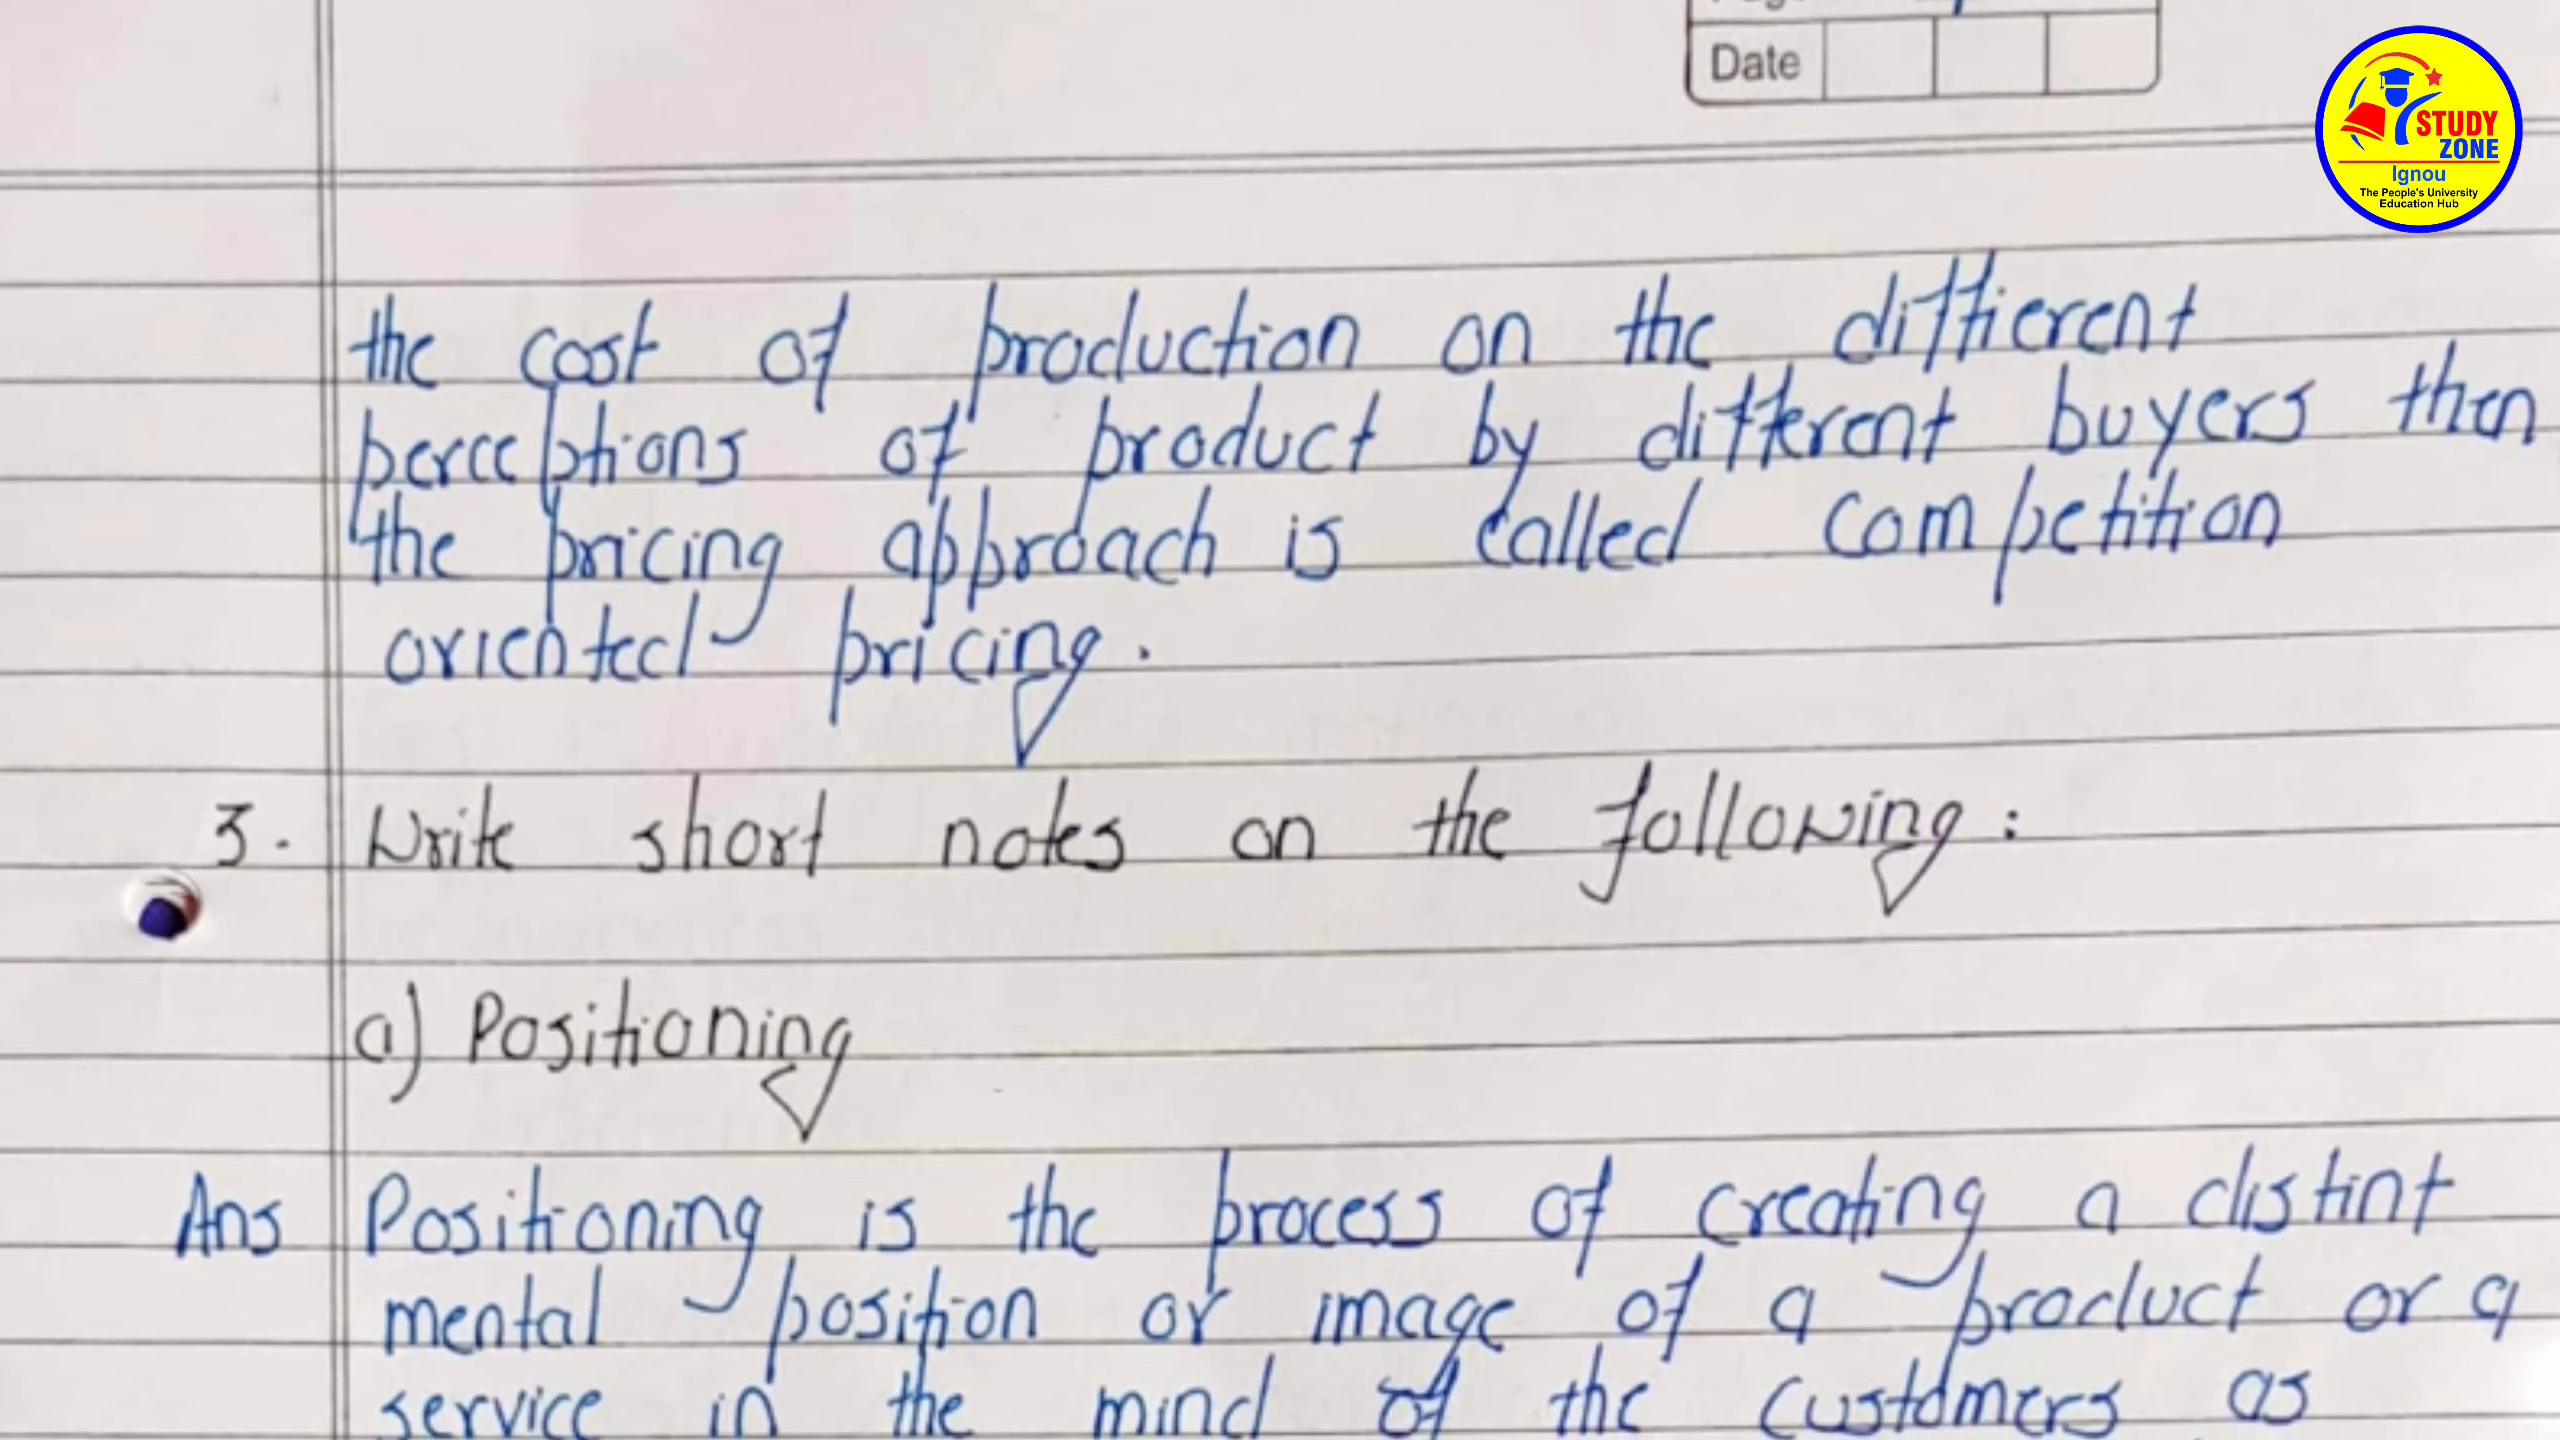 Date
STUDY
ZONE
Ignou
The People's University
Education Hub
the cost of production on the diffierent
perceptions of product by different buyers then
the pricing approach is called competition
oriented pricing.
3. Write short notes on the following:
a) Positioning
Ans Positioning is the process of creating a distint
mental position or image of a product or a
service in the mind of the customers as